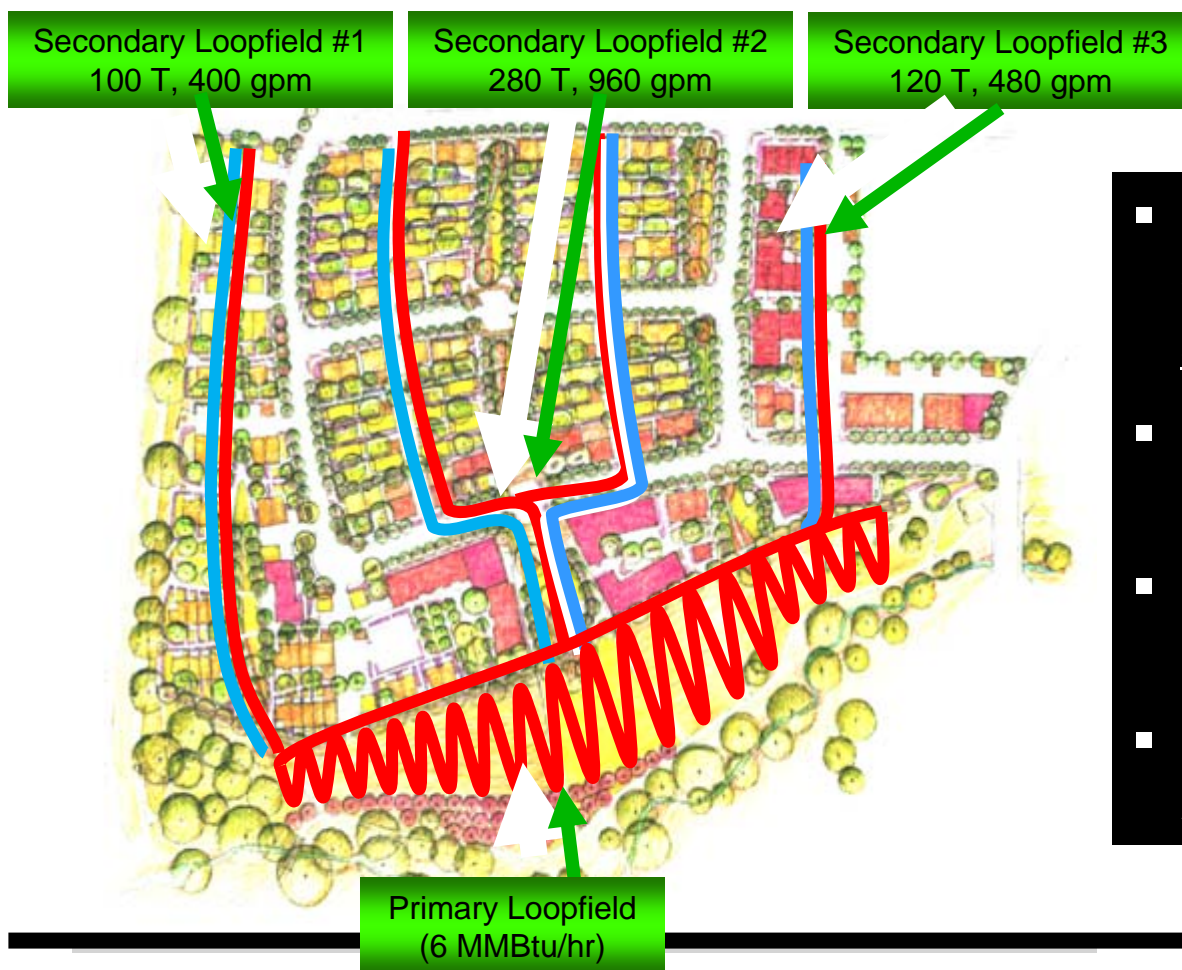 Secondary Loopfield #1
100 T, 400 gpm
Secondary Loopfield #2
280 T, 960 gpm
Secondary Loopfield #3
120 T, 480 gpm
Primary Loopfield
(6 MMBtu/hr)